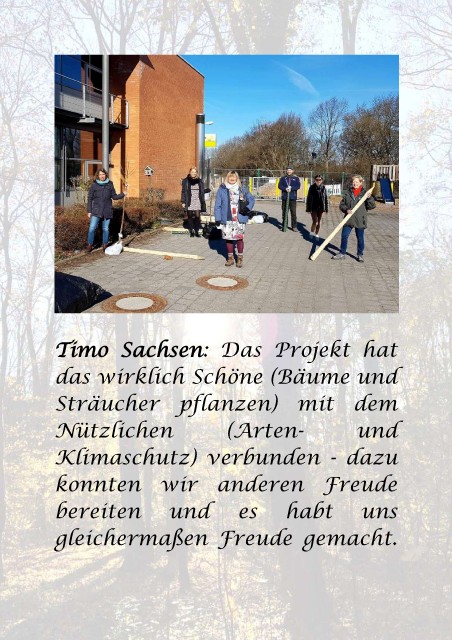 Timo Sachsen: Das Projekt hat
das wirklich Schöne (Bäume und
Sträucher pflanzen) mit dem
Nützlichen (Arten- und
Klimaschutz) verbunden - dazu
konnten wir anderen Freude
bereiten und es habt uns
gleichermaßen Freude gemacht.